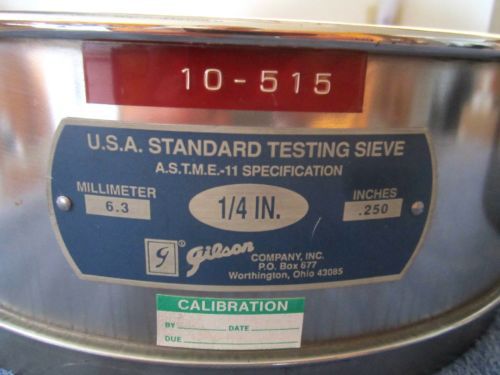 10-515
U.S.A. STANDARD TESTING SIEVE
A.S.T.M.E.-11 SPECIFICATION
MILLIMETER
6.3
1/4 IN.
INCHES
.250
g ® Gilson
COMPANY, INC.
P.O. Box 677
Worthington, Ohio 43085
CALIBRATION
BY DATE
DUE